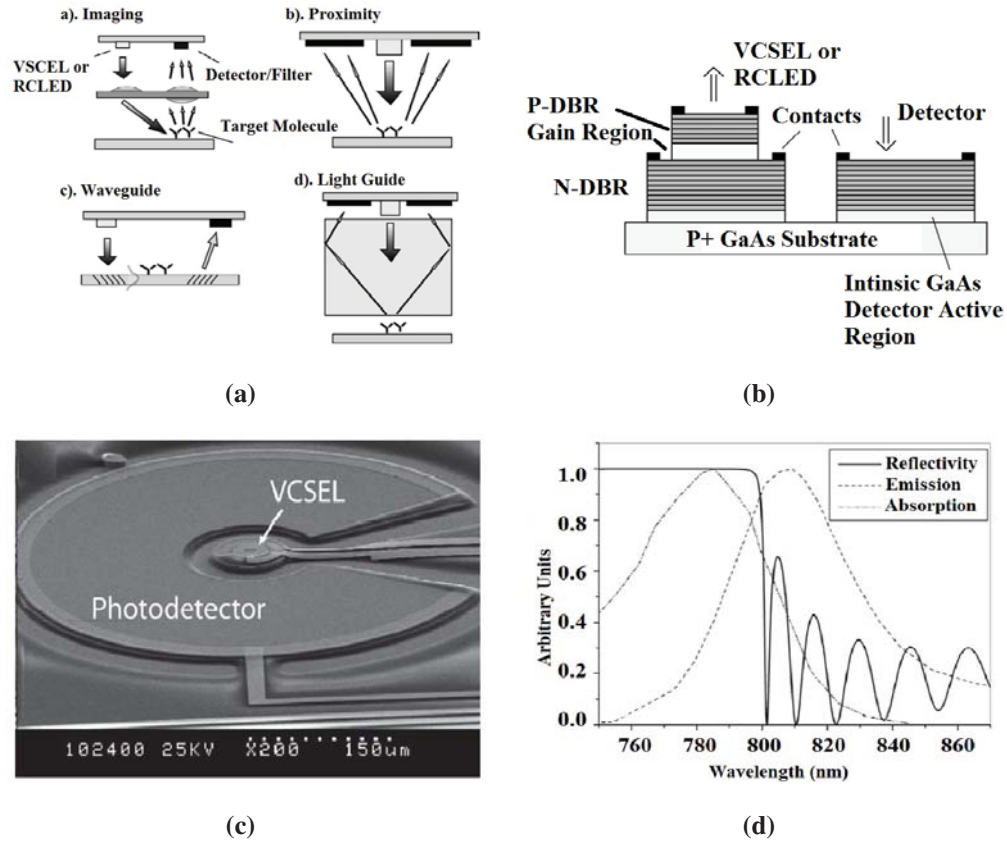 a). Imaging
b). Proximity
VSCEL or
RCLED
Detector/Filter
Target Molecule
c). Waveguide
d). Light Guide
(a)
VCSEL or
RCLED
P-DBR
Gain Region
Contacts
Detector
N-DBR
P+ GaAs Substrate
Intrinsic GaAs
Detector Active
Region
(b)
VCSEL
Photodetector
102400 25KV X200 150µm
(c)
Reflectivity
Emission
Absorption
1.0
0.8
0.6
0.4
0.2
0.0
Arbitrary Units
760 780 800 820 840 860
Wavelength (nm)
(d)